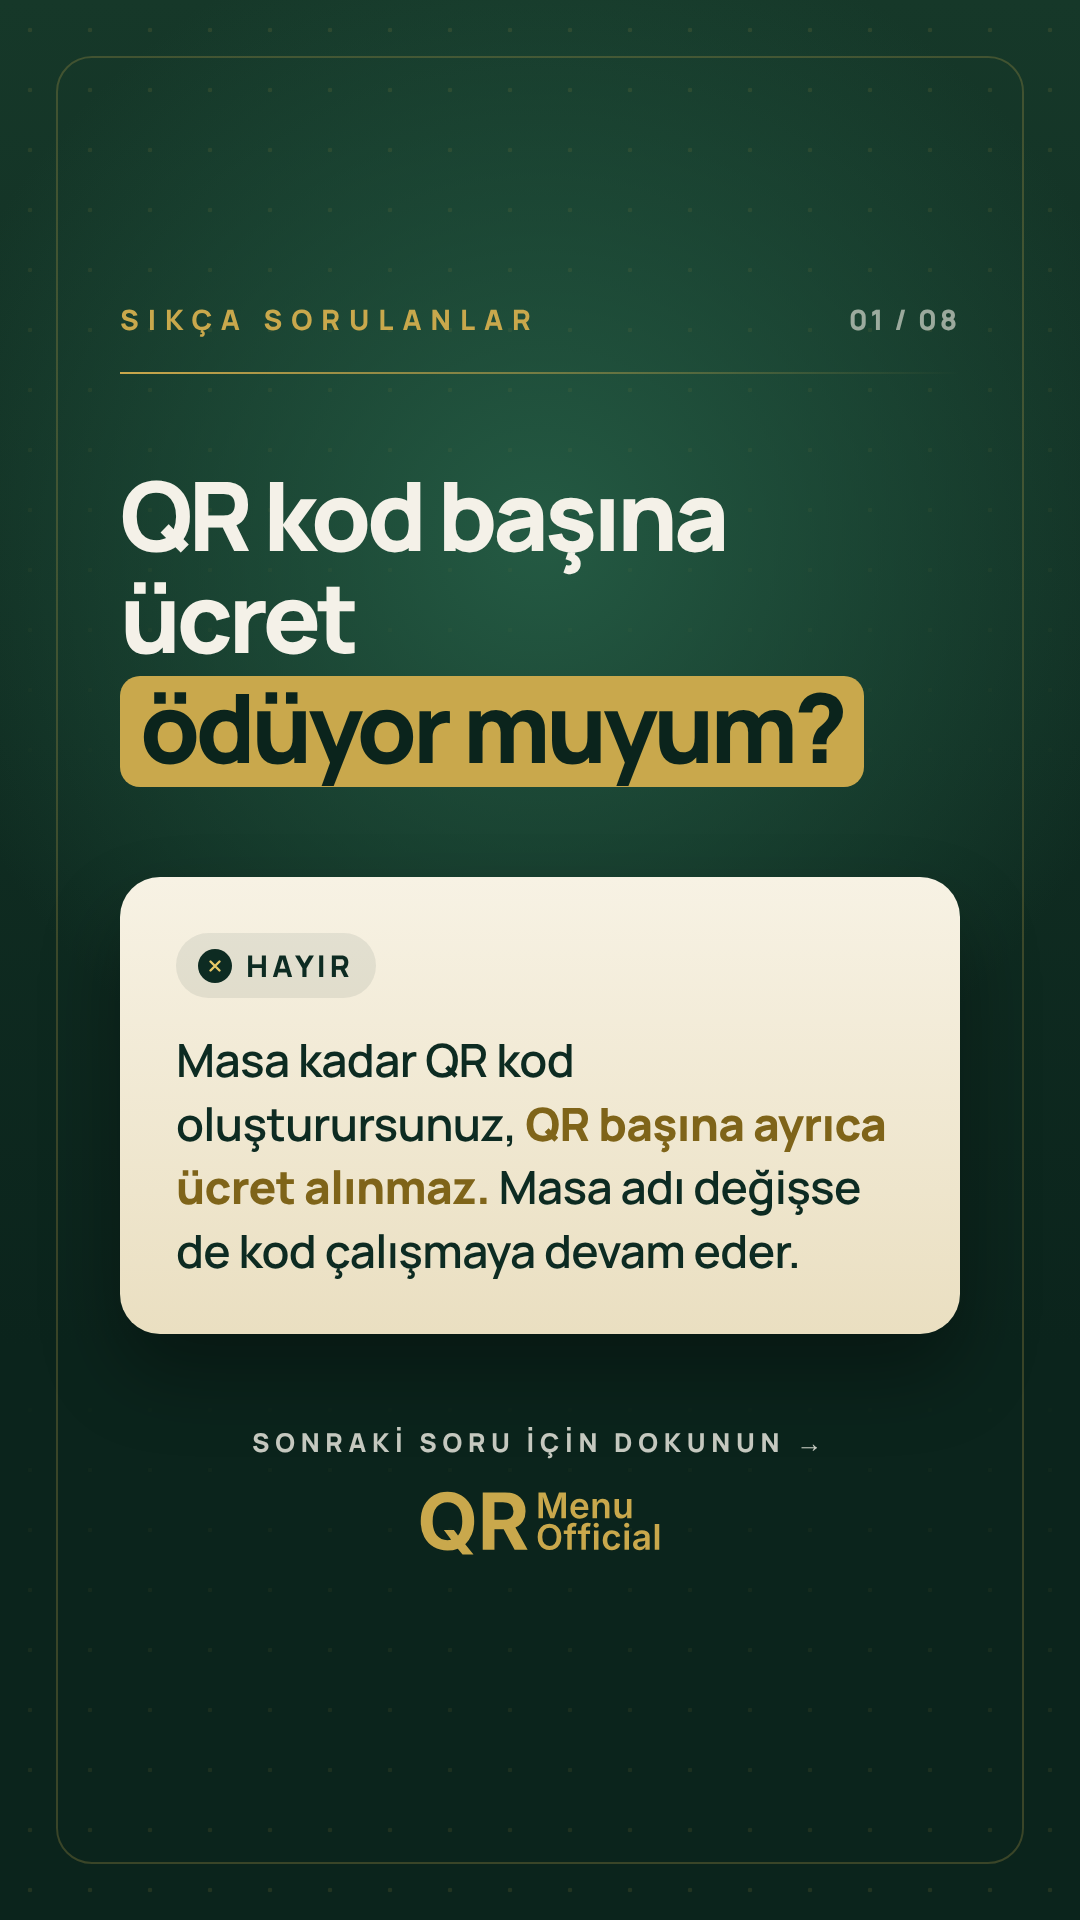 SIKÇA SORULANLAR
01 / 08
QR kod başına
ücret
ödüyor muyum?
HAYIR
Masa kadar QR kod
oluşturursunuz, QR başına ayrıca
ücret alınmaz. Masa adı değişse
de kod çalışmaya devam eder.
SONRAKİ SORU İÇİN DOKUNUN →
QR Menu
Official